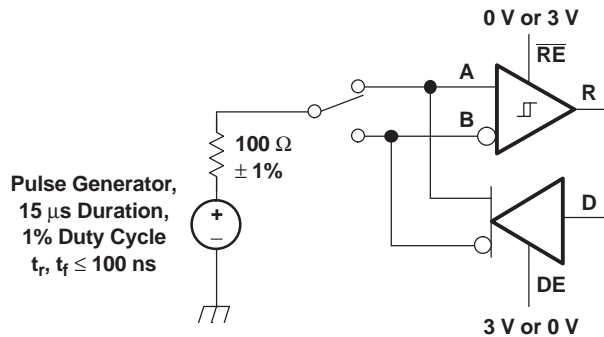 0 V or 3 V
RE
A
R
B
100 Ω
± 1%
Pulse Generator,
15 μs Duration,
1% Duty Cycle
tr, tf ≤ 100 ns
+
–
D
DE
3 V or 0 V